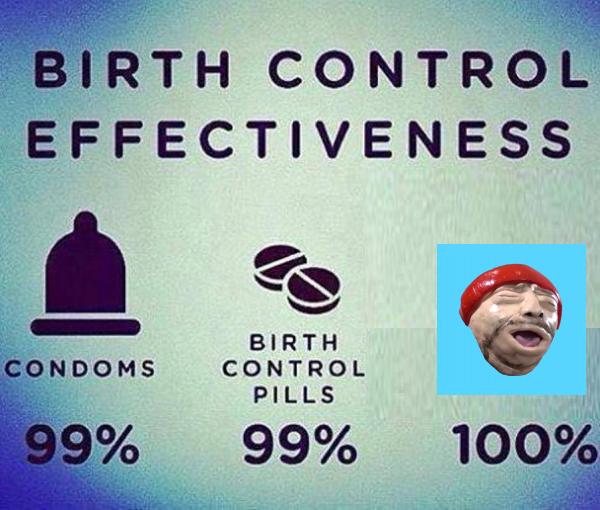 BIRTH CONTROL
EFFECTIVENESS
CONDOMS
99%
BIRTH
CONTROL
PILLS
99%
100%